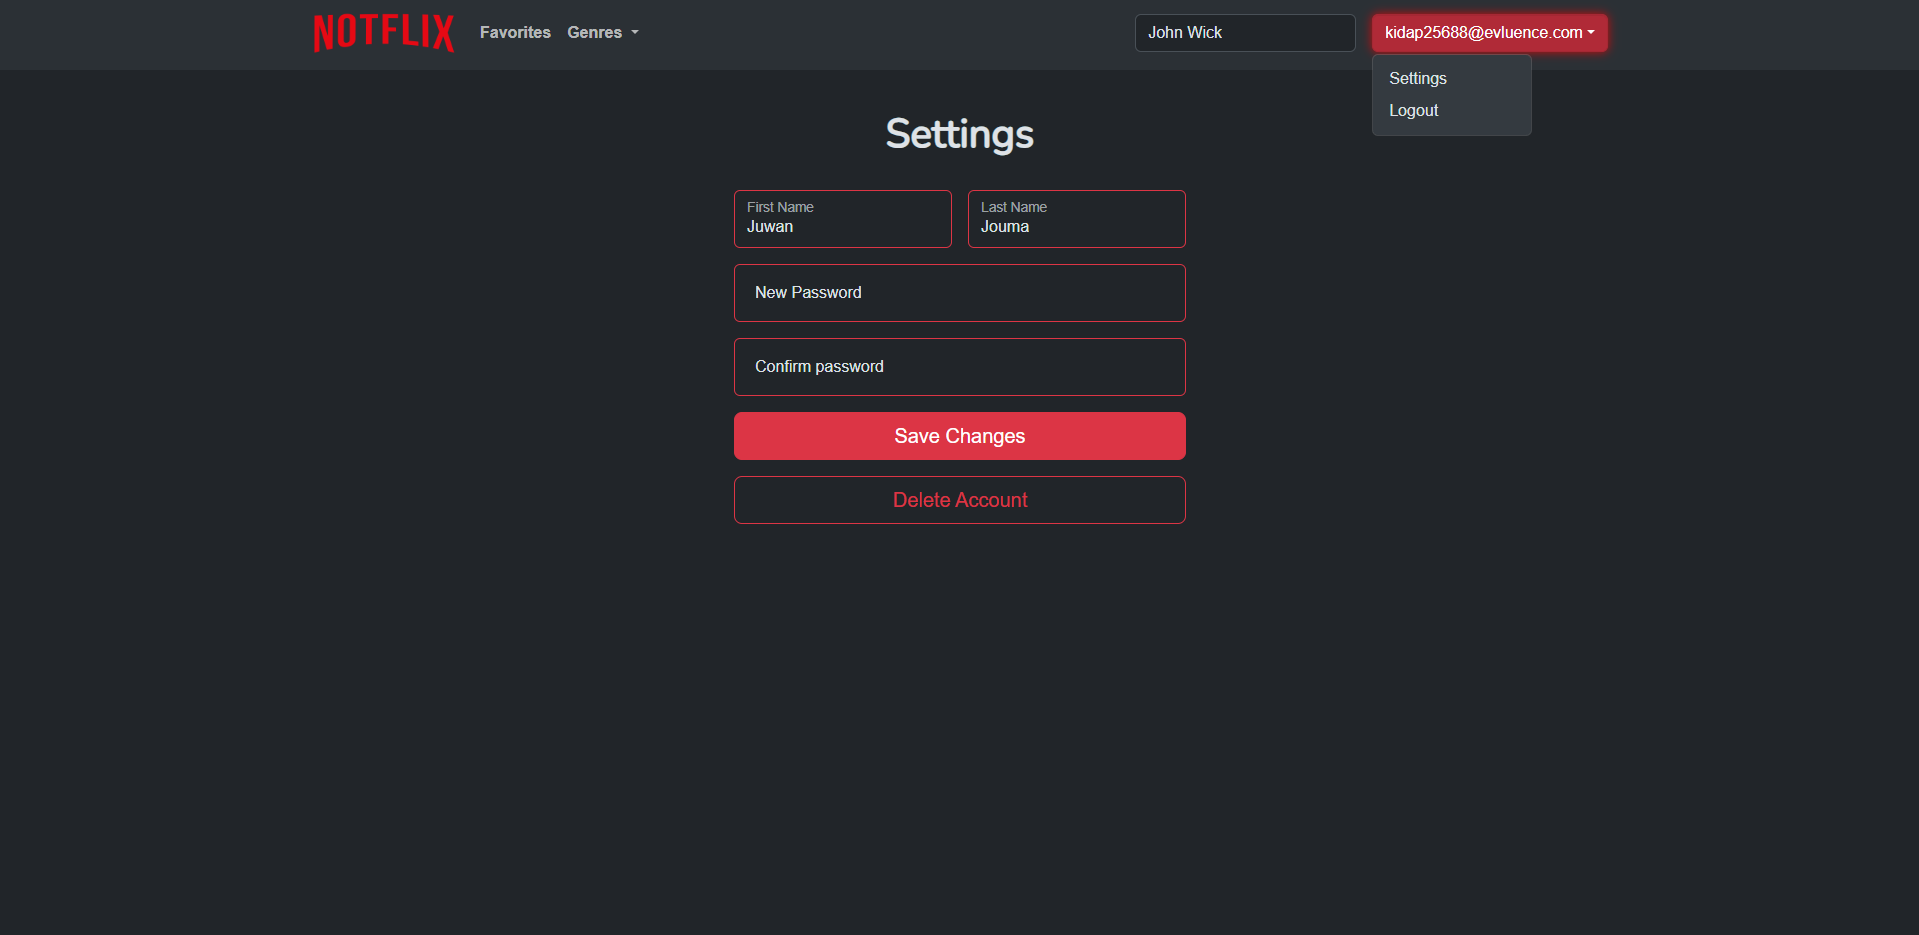 NOTFLIX Favorites Genres John Wick kidap25688@evluence.com
Settings
Logout
Settings
First Name Last Name
Juwan Jouma
New Password
Confirm password
Save Changes
Delete Account